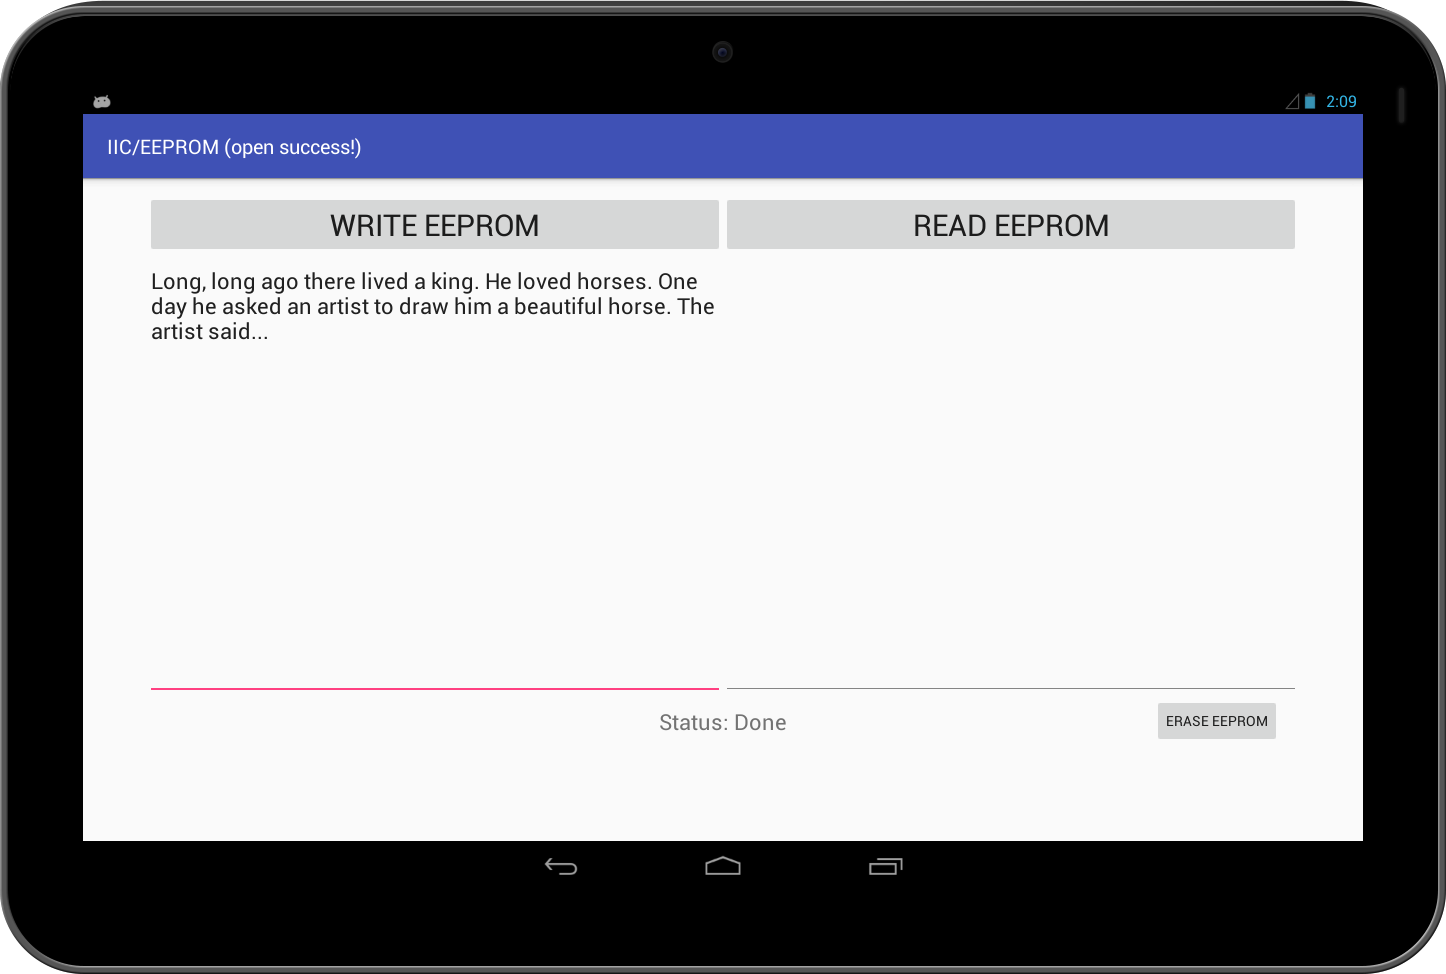 2:09
IIC/EEPROM (open success!)
WRITE EEPROM
READ EEPROM
Long, long ago there lived a king. He loved horses. One
day he asked an artist to draw him a beautiful horse. The
artist said...
Status: Done
ERASE EEPROM